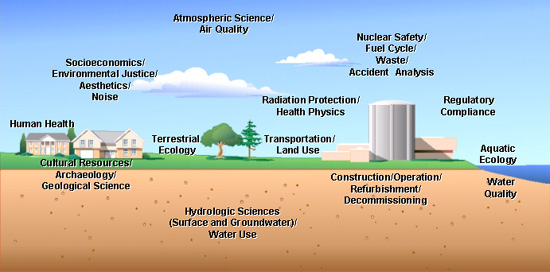 Atmospheric Science/
Air Quality
Nuclear Safety/
Fuel Cycle/
Waste/
Accident Analysis
Socioeconomics/
Environmental Justice/
Aesthetics/
Noise
Radiation Protection/
Health Physics
Regulatory
Compliance
Human Health
Terrestrial
Ecology
Transportation/
Land Use
Aquatic
Ecology
Cultural Resources/
Archaeology/
Geological Science
Construction/Operation/
Refurbishment/
Decommissioning
Water
Quality
Hydrologic Sciences
(Surface and Groundwater)/
Water Use